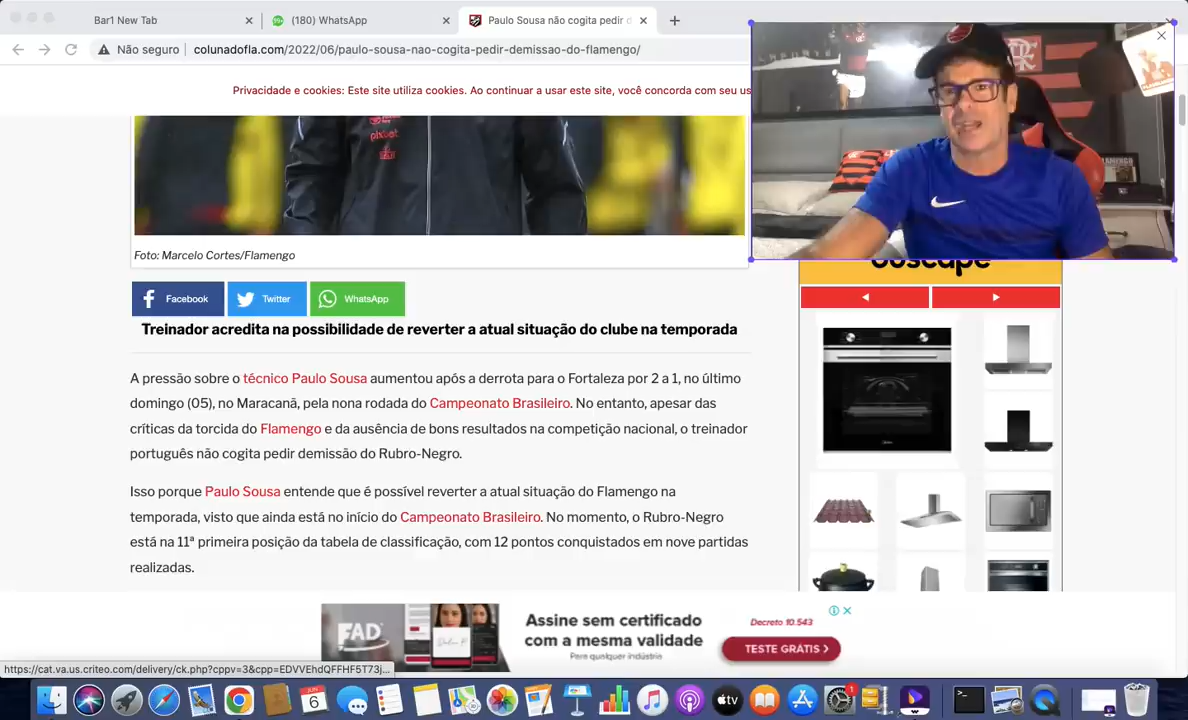 Bar1 New Tab
(180) WhatsApp
Paulo Sousa não cogita pedir d
Não seguro
colunadofla.com/2022/06/paulo-sousa-nao-cogita-pedir-demissao-do-flamengo/
Privacidade e cookies: Este site utiliza cookies. Ao continuar a usar este site, você concorda com seu us
pixbet
Foto: Marcelo Cortes/Flamengo
Facebook
Twitter
WhatsApp
Treinador acredita na possibilidade de reverter a atual situação do clube na temporada
A pressão sobre o técnico Paulo Sousa aumentou após a derrota para o Fortaleza por 2 a 1, no último
domingo (05), no Maracanã, pela nona rodada do Campeonato Brasileiro. No entanto, apesar das
críticas da torcida do Flamengo e da ausência de bons resultados na competição nacional, o treinador
português não cogita pedir demissão do Rubro-Negro.
Isso porque Paulo Sousa entende que é possível reverter a atual situação do Flamengo na
temporada, visto que ainda está no início do Campeonato Brasileiro. No momento, o Rubro-Negro
está na 11ª primeira posição da tabela de classificação, com 12 pontos conquistados em nove partidas
realizadas.
FAD
Assine sem certificado
com a mesma validade
Para qualquer indústria
Decreto 10.543
TESTE GRÁTIS
https://cat.va.us.criteo.com/delivery/ck.php?cppv=3&cpp=EDVVEhdQFFHF5T73j...
JUN
6
tv
1